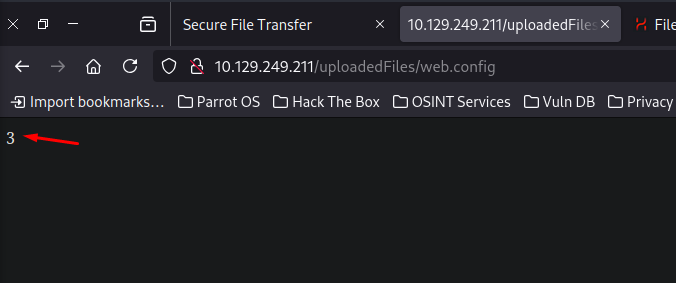 Secure File Transfer
10.129.249.211/uploadedFiles
File
10.129.249.211/uploadedFiles/web.config
Import bookmarks…
Parrot OS
Hack The Box
OSINT Services
Vuln DB
Privacy
3